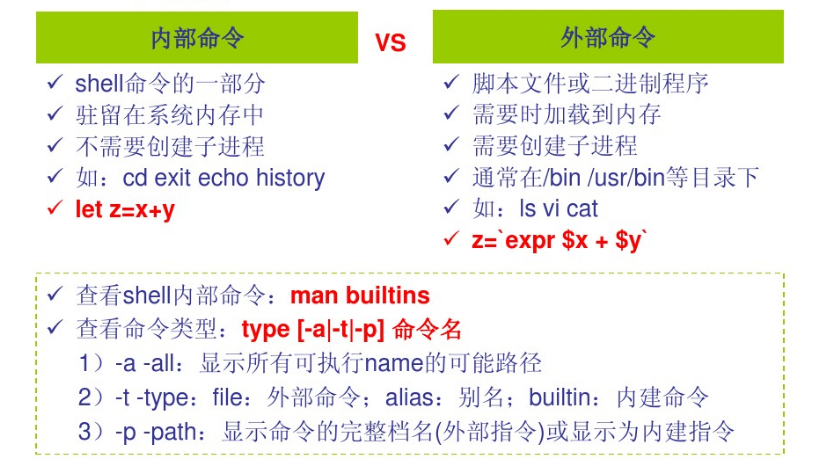 内部命令
VS
外部命令
✓ shell命令的一部分
✓ 驻留在系统内存中
✓ 不需要创建子进程
✓ 如：cd exit echo history
✓ let z=x+y
✓ 脚本文件或二进制程序
✓ 需要时加载到内存
✓ 需要创建子进程
✓ 通常在/bin /usr/bin等目录下
✓ 如：ls vi cat
✓ z=`expr $x + $y`
✓ 查看shell内部命令：man builtins
✓ 查看命令类型：type [-a|-t|-p] 命令名
1）-a -all：显示所有可执行name的可能路径
2）-t -type：file：外部命令；alias：别名；builtin：内建命令
3）-p -path：显示命令的完整档名(外部指令)或显示为内建指令